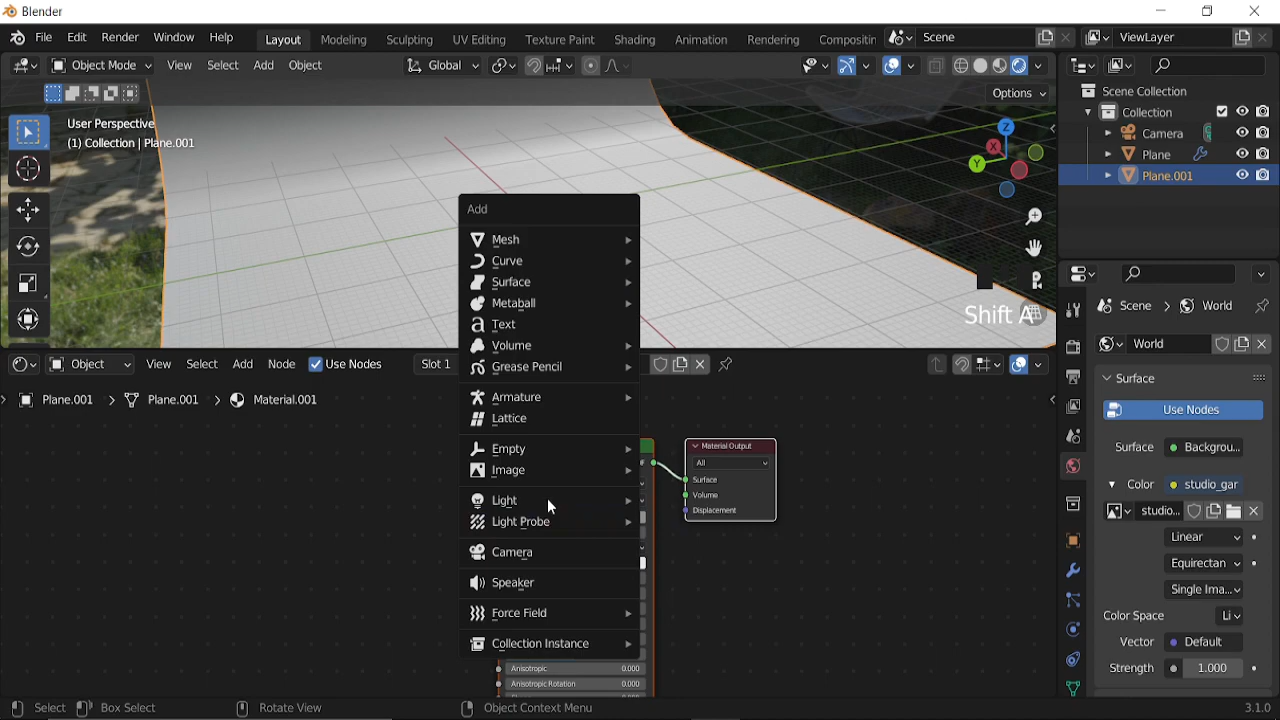 Blender
File Edit Render Window Help Layout Modeling Sculpting UV Editing Texture Paint Shading Animation Rendering Compositin Scene ViewLayer
Object Mode View Select Add Object Global
Options
User Perspective
(1) Collection | Plane.001
Z
X
Y
Scene Collection
Collection
Camera
Plane
Plane.001
Shift A
Add
Mesh
Curve
Surface
Metaball
Text
Volume
Grease Pencil
Armature
Lattice
Empty
Image
Light
Light Probe
Camera
Speaker
Force Field
Collection Instance
Object View Select Add Node Use Nodes Slot 1
Plane.001 > Plane.001 > Material.001
Material Output
All
Surface
Volume
Displacement
Anisotropic 0.000
Anisotropic Rotation 0.000
Scene > World
World
Surface
Use Nodes
Surface Backgrou...
Color studio_gar
studio...
Linear
Equirectan
Single Ima...
Color Space Li
Vector Default
Strength 1.000
Select Box Select Rotate View Object Context Menu 3.1.0